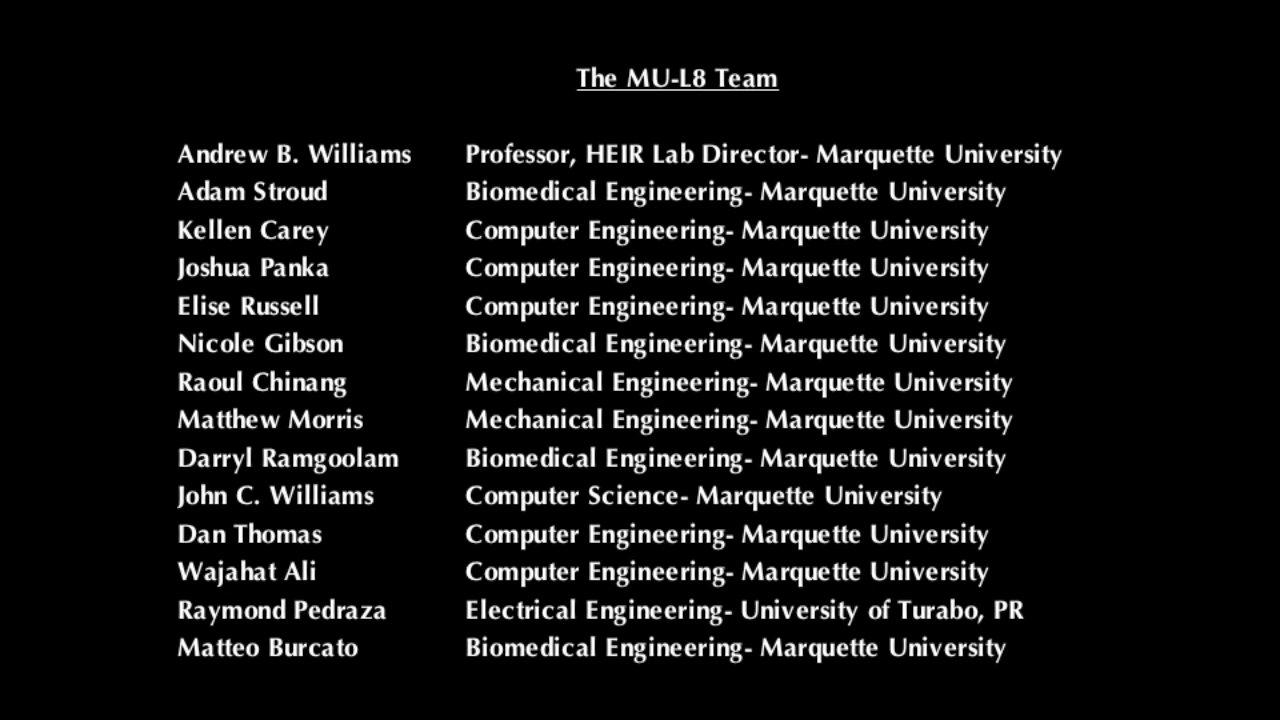 The MU-L8 Team
Andrew B. Williams Professor, HEIR Lab Director- Marquette University
Adam Stroud Biomedical Engineering- Marquette University
Kellen Carey Computer Engineering- Marquette University
Joshua Panka Computer Engineering- Marquette University
Elise Russell Computer Engineering- Marquette University
Nicole Gibson Biomedical Engineering- Marquette University
Raoul Chinang Mechanical Engineering- Marquette University
Matthew Morris Mechanical Engineering- Marquette University
Darryl Ramgoolam Biomedical Engineering- Marquette University
John C. Williams Computer Science- Marquette University
Dan Thomas Computer Engineering- Marquette University
Wajahat Ali Computer Engineering- Marquette University
Raymond Pedraza Electrical Engineering- University of Turabo, PR
Matteo Burcato Biomedical Engineering- Marquette University